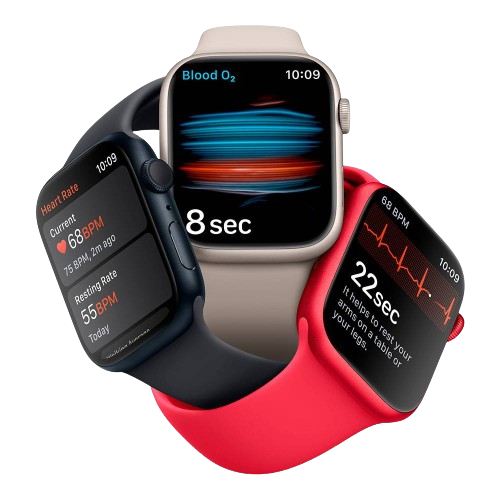 Blood O₂ 10:09
8 sec
10:09
Heart Rate
Current
68BPM
75 BPM, 2m ago
Resting Rate
55BPM
Today
68 BPM
10:09
22sec
It helps to rest your
arms on a table or
your legs.